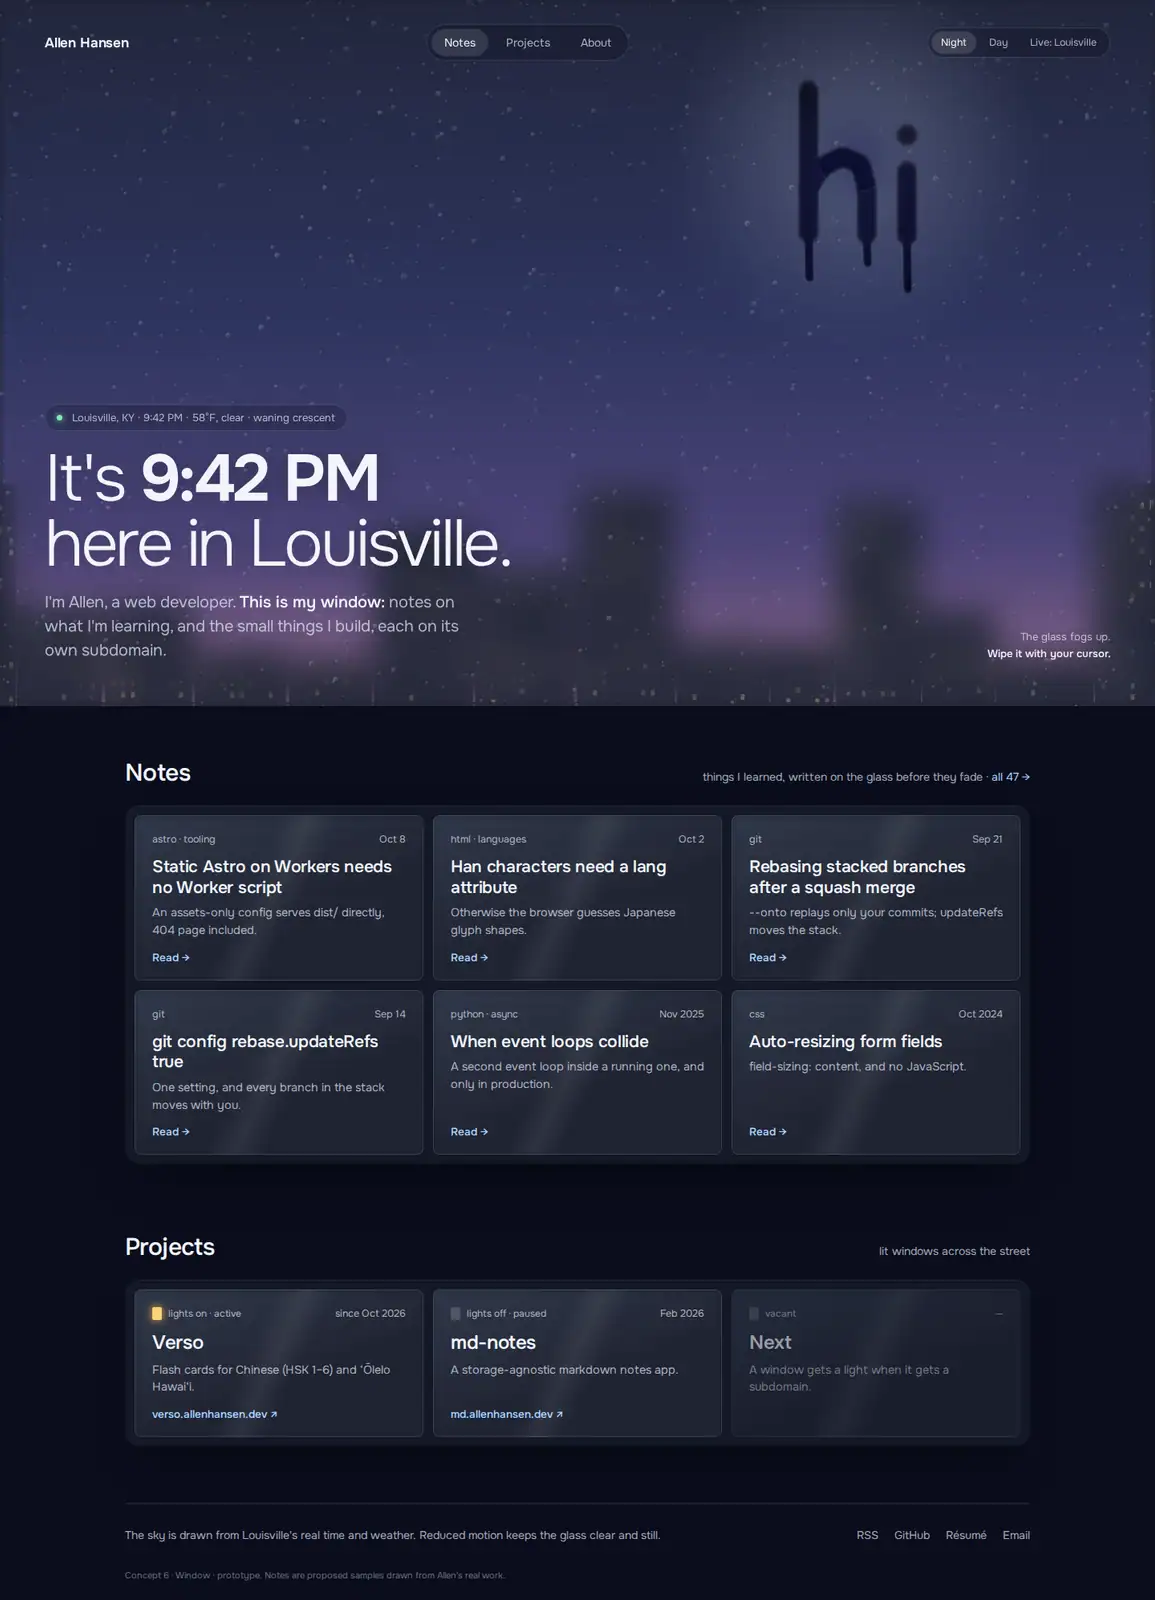 Allen Hansen
Notes
Projects
About
Night
Day
Live: Louisville
hi
Louisville, KY · 9:42 PM · 58°F, clear · waning crescent
It's 9:42 PM
here in Louisville.
I'm Allen, a web developer. This is my window: notes on
what I'm learning, and the small things I build, each on its
own subdomain.
The glass fogs up.
Wipe it with your cursor.
Notes
things I learned, written on the glass before they fade · all 47 →
astro · tooling
Oct 8
Static Astro on Workers needs
no Worker script
An assets-only config serves dist/ directly,
404 page included.
Read →
html · languages
Oct 2
Han characters need a lang
attribute
Otherwise the browser guesses Japanese
glyph shapes.
Read →
git
Sep 21
Rebasing stacked branches
after a squash merge
--onto replays only your commits; updateRefs
moves the stack.
Read →
git
Sep 14
git config rebase.updateRefs
true
One setting, and every branch in the stack
moves with you.
Read →
python · async
Nov 2025
When event loops collide
A second event loop inside a running one, and
only in production.
Read →
css
Oct 2024
Auto-resizing form fields
field-sizing: content, and no JavaScript.
Read →
Projects
lit windows across the street
lights on · active
since Oct 2026
Verso
Flash cards for Chinese (HSK 1–6) and ʻŌlelo
Hawaiʻi.
verso.allenhansen.dev ↗
lights off · paused
Feb 2026
md-notes
A storage-agnostic markdown notes app.
md.allenhansen.dev ↗
vacant
—
Next
A window gets a light when it gets a
subdomain.
The sky is drawn from Louisville's real time and weather. Reduced motion keeps the glass clear and still.
RSS
GitHub
Résumé
Email
Concept 6 · Window · prototype. Notes are proposed samples drawn from Allen's real work.